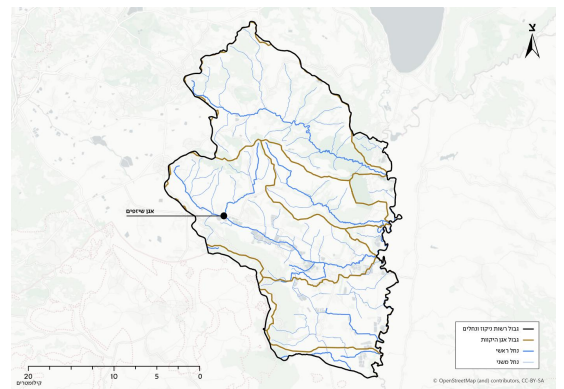 צ
אגן שיזפים
גבול רשות ניקוז ונחלים
גבול אגן היקוות
נחל ראשי
נחל משני
20 10 5 0
קילומטרים
© OpenStreetMap (and) contributors, CC-BY-SA